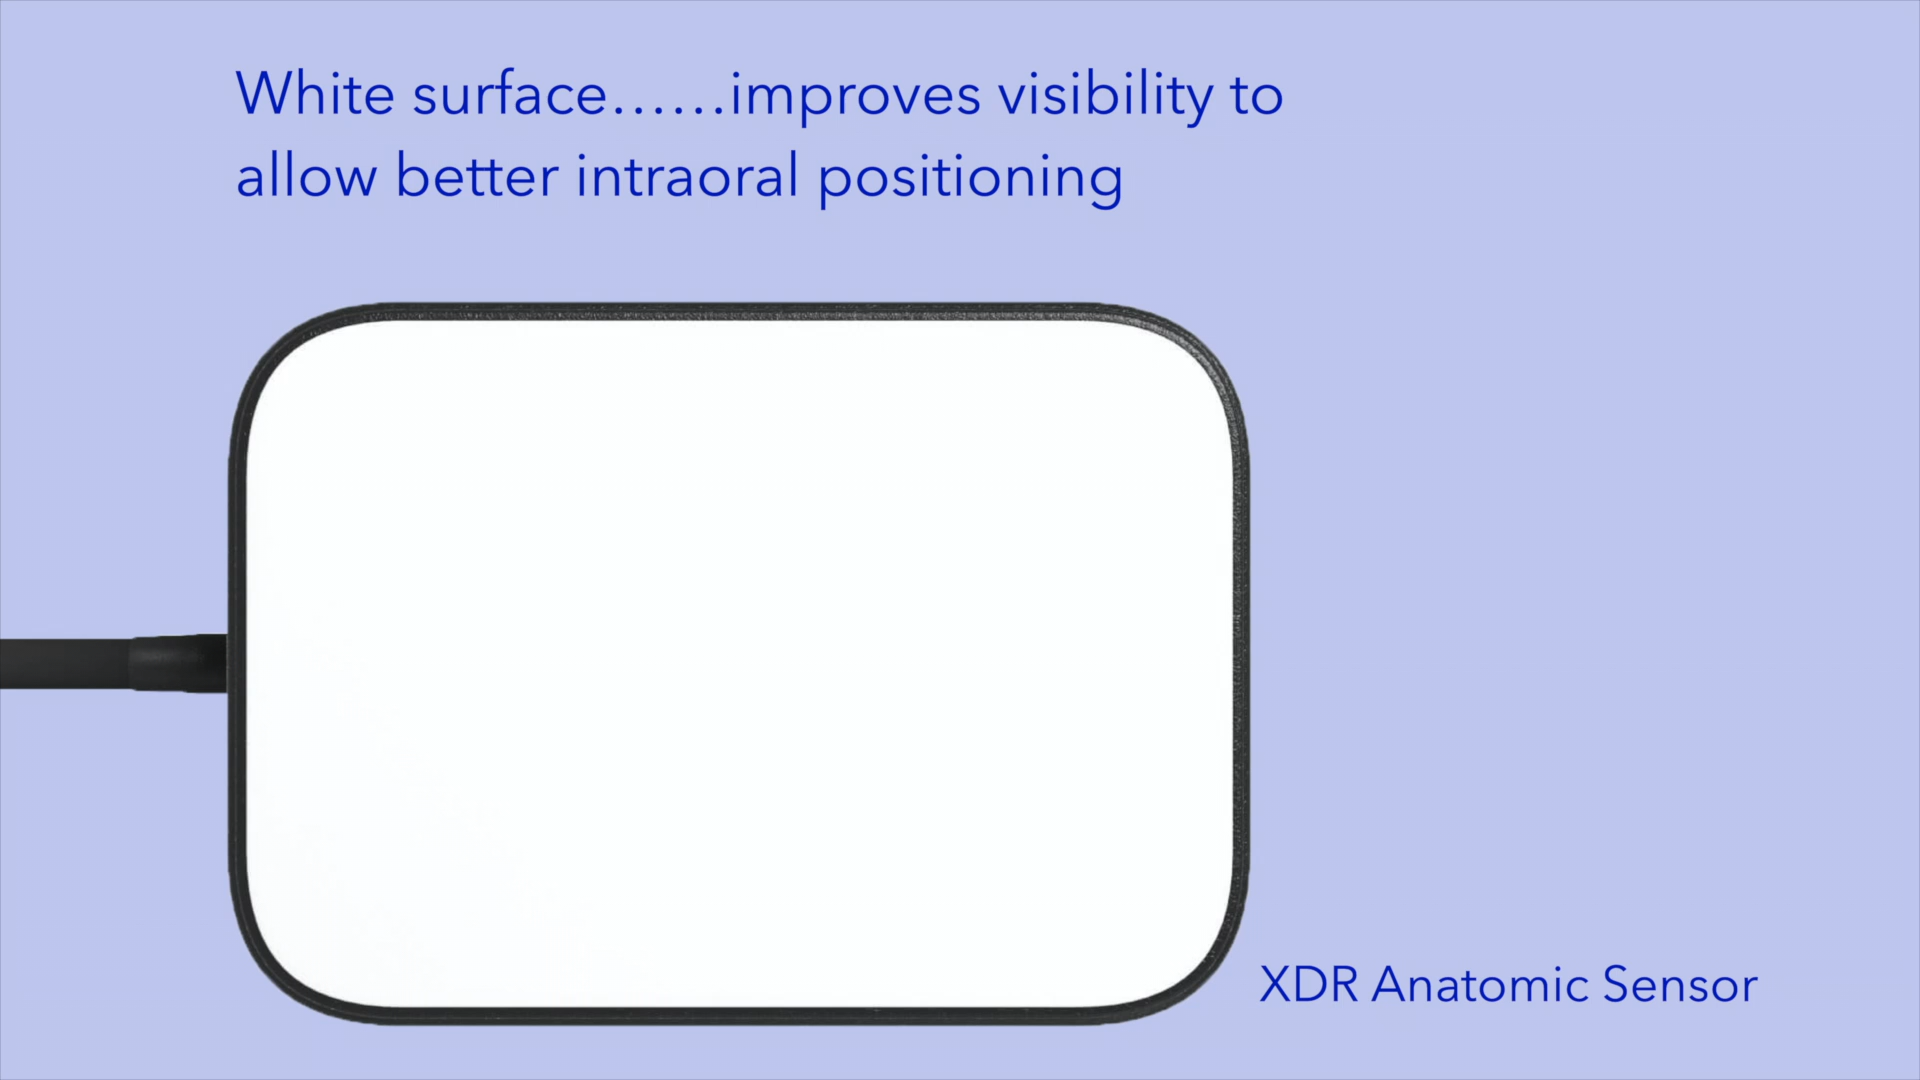 White surface......improves visibility to
allow better intraoral positioning
XDR Anatomic Sensor